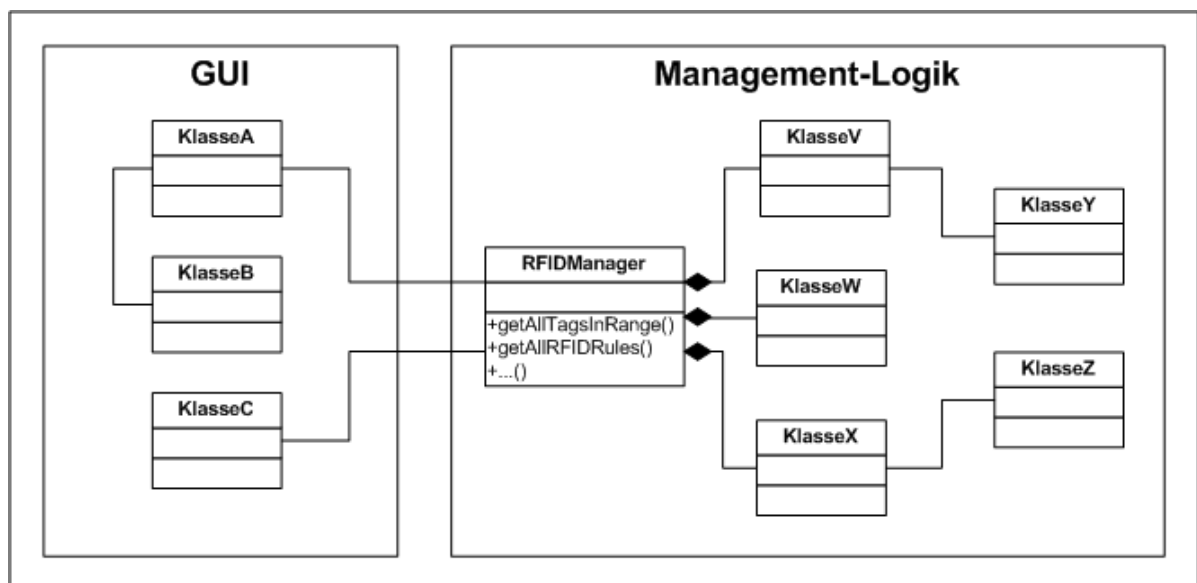 GUI
KlasseA
KlasseB
KlasseC
Management-Logik
RFIDManager
+getAllTagsInRange()
+getAllRFIDRules()
+...()
KlasseV
KlasseW
KlasseX
KlasseY
KlasseZ